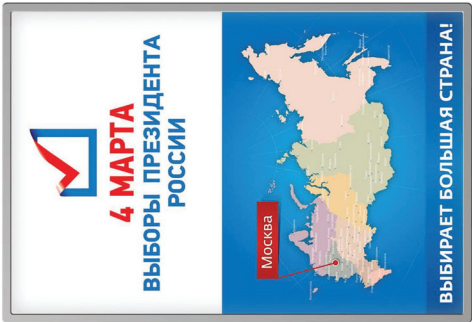 4 МАРТА
ВЫБОРЫ ПРЕЗИДЕНТА
РОССИИ
Москва
ВЫБИРАЕТ БОЛЬШАЯ СТРАНА!